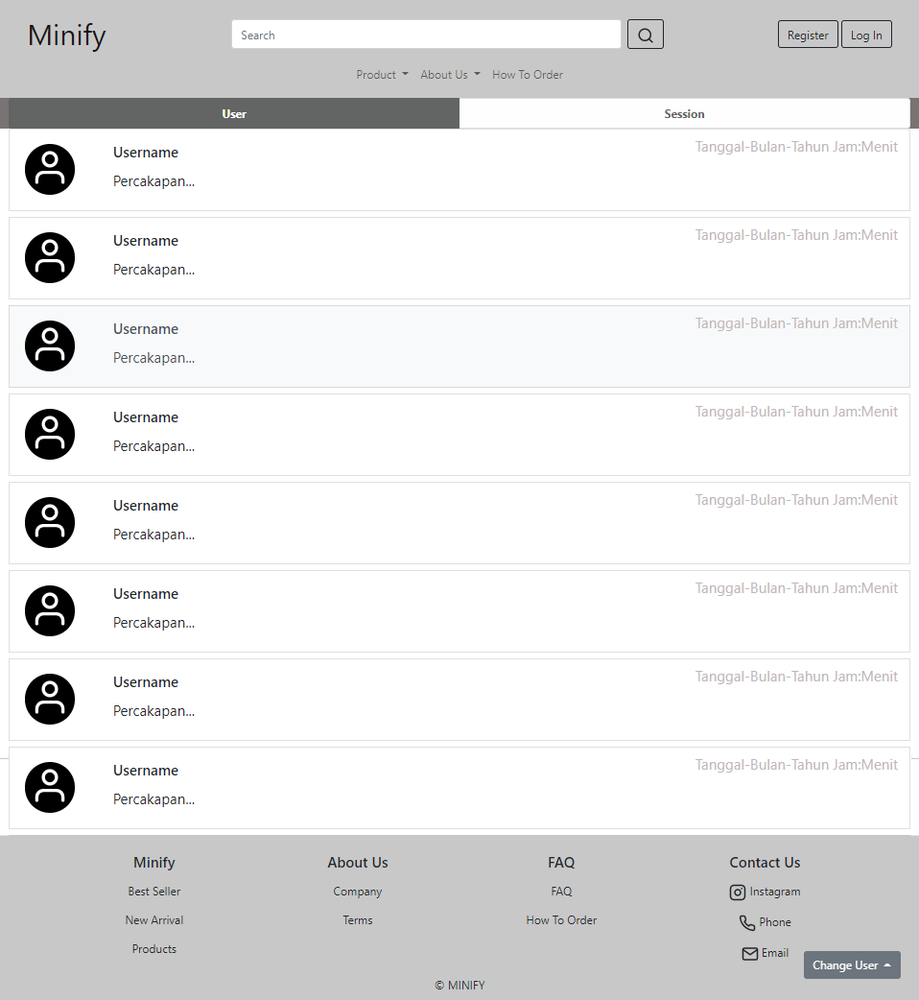 Minify
Search
Register
Log In
Product
About Us
How To Order
User
Session
Username
Tanggal-Bulan-Tahun Jam:Menit
Percakapan...
Username
Tanggal-Bulan-Tahun Jam:Menit
Percakapan...
Username
Tanggal-Bulan-Tahun Jam:Menit
Percakapan...
Username
Tanggal-Bulan-Tahun Jam:Menit
Percakapan...
Username
Tanggal-Bulan-Tahun Jam:Menit
Percakapan...
Username
Tanggal-Bulan-Tahun Jam:Menit
Percakapan...
Username
Tanggal-Bulan-Tahun Jam:Menit
Percakapan...
Username
Tanggal-Bulan-Tahun Jam:Menit
Percakapan...
Minify
Best Seller
New Arrival
Products
About Us
Company
Terms
FAQ
FAQ
How To Order
Contact Us
Instagram
Phone
Email
Change User
© MINIFY